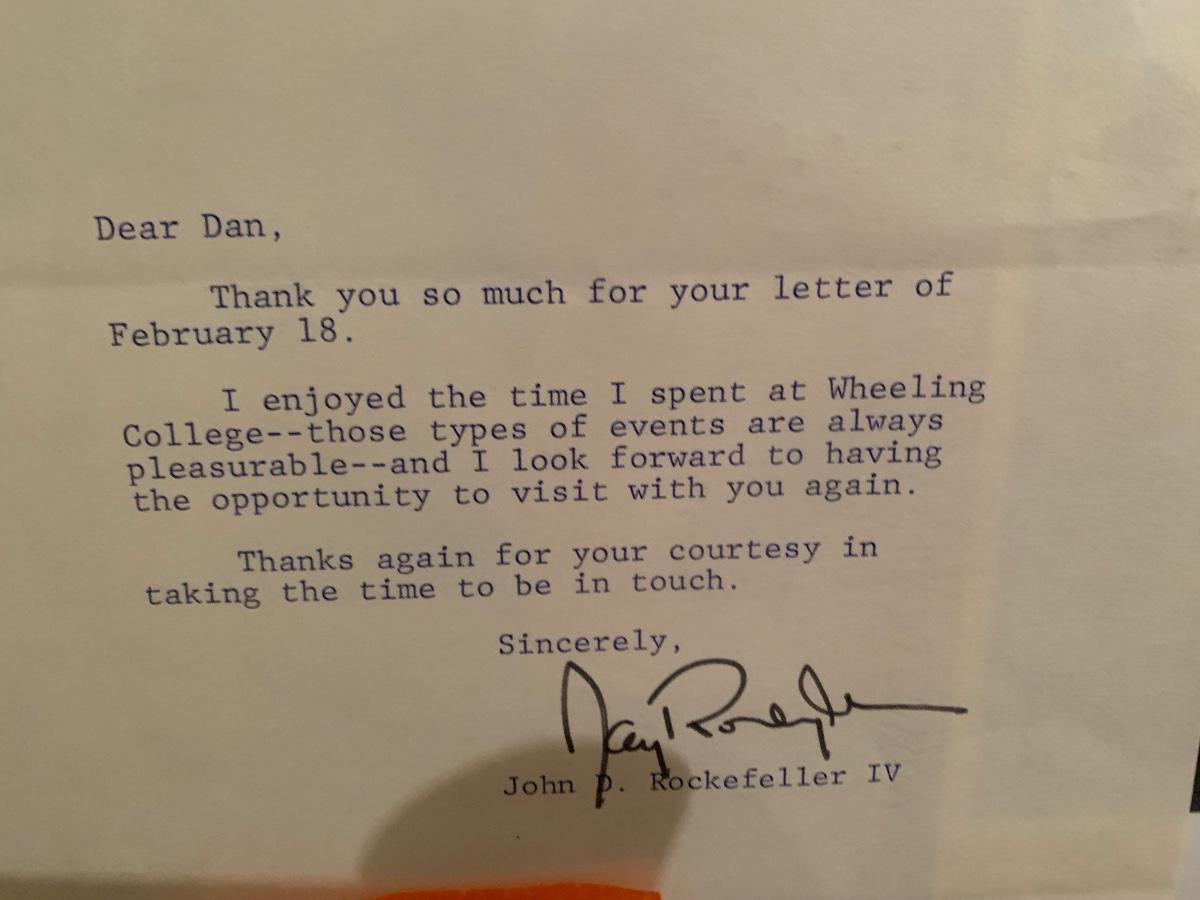 Dear Dan,
Thank you so much for your letter of
February 18.
I enjoyed the time I spent at Wheeling
College--those types of events are always
pleasurable--and I look forward to having
the opportunity to visit with you again.
Thanks again for your courtesy in
taking the time to be in touch.
Sincerely,
Jay Rockefeller
John D. Rockefeller IV